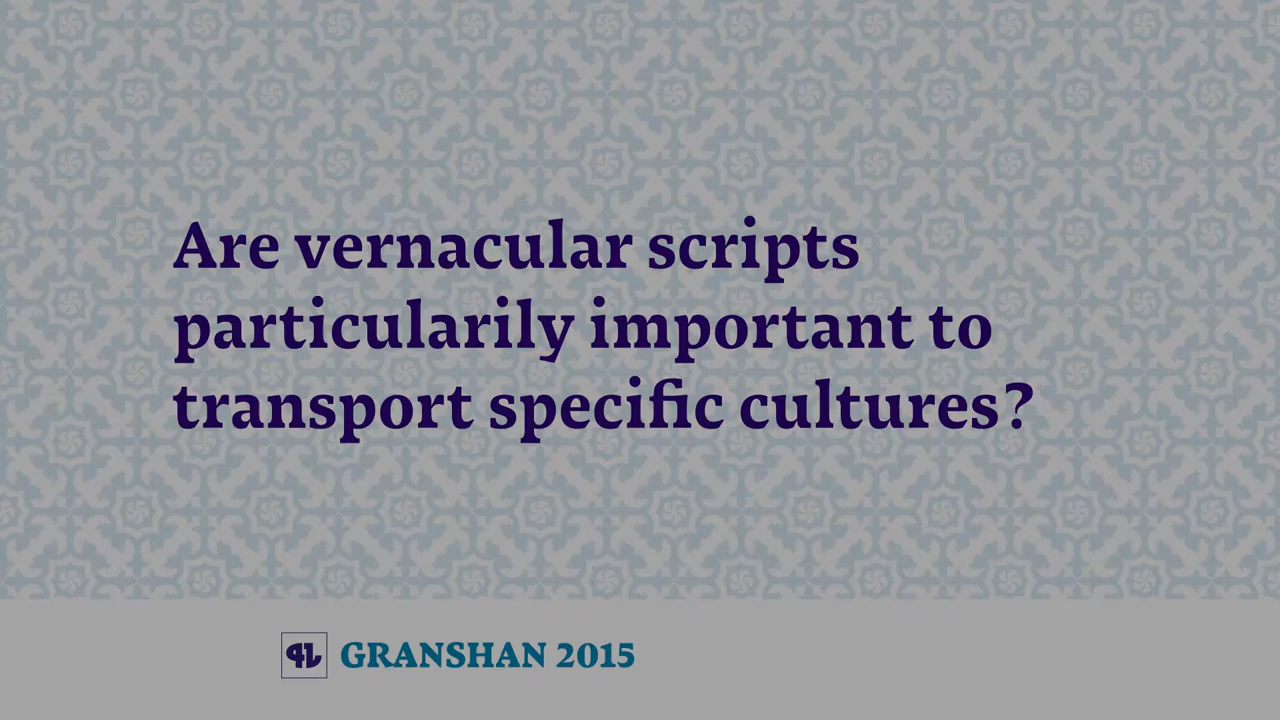 Are vernacular scripts
particularily important to
transport specific cultures?
GRANSHAN 2015